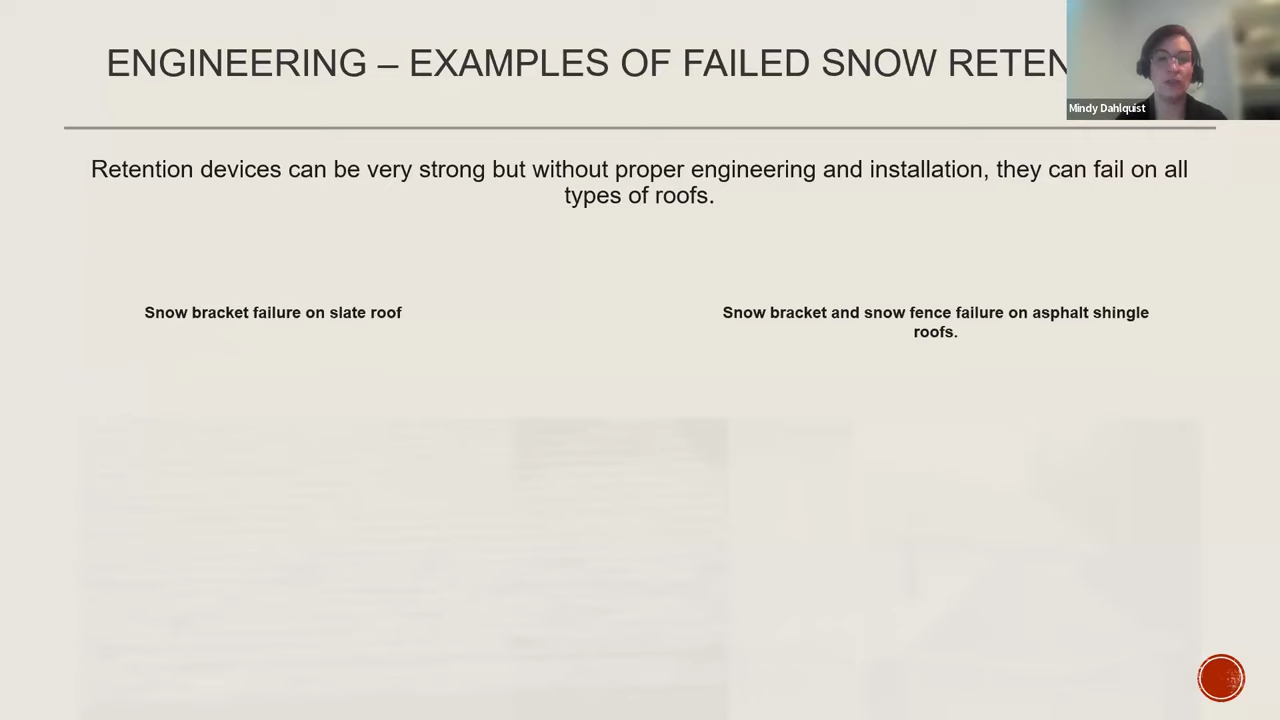 ENGINEERING – EXAMPLES OF FAILED SNOW RETEN
Mindy Dahlquist
Retention devices can be very strong but without proper engineering and installation, they can fail on all
types of roofs.
Snow bracket failure on slate roof
Snow bracket and snow fence failure on asphalt shingle
roofs.